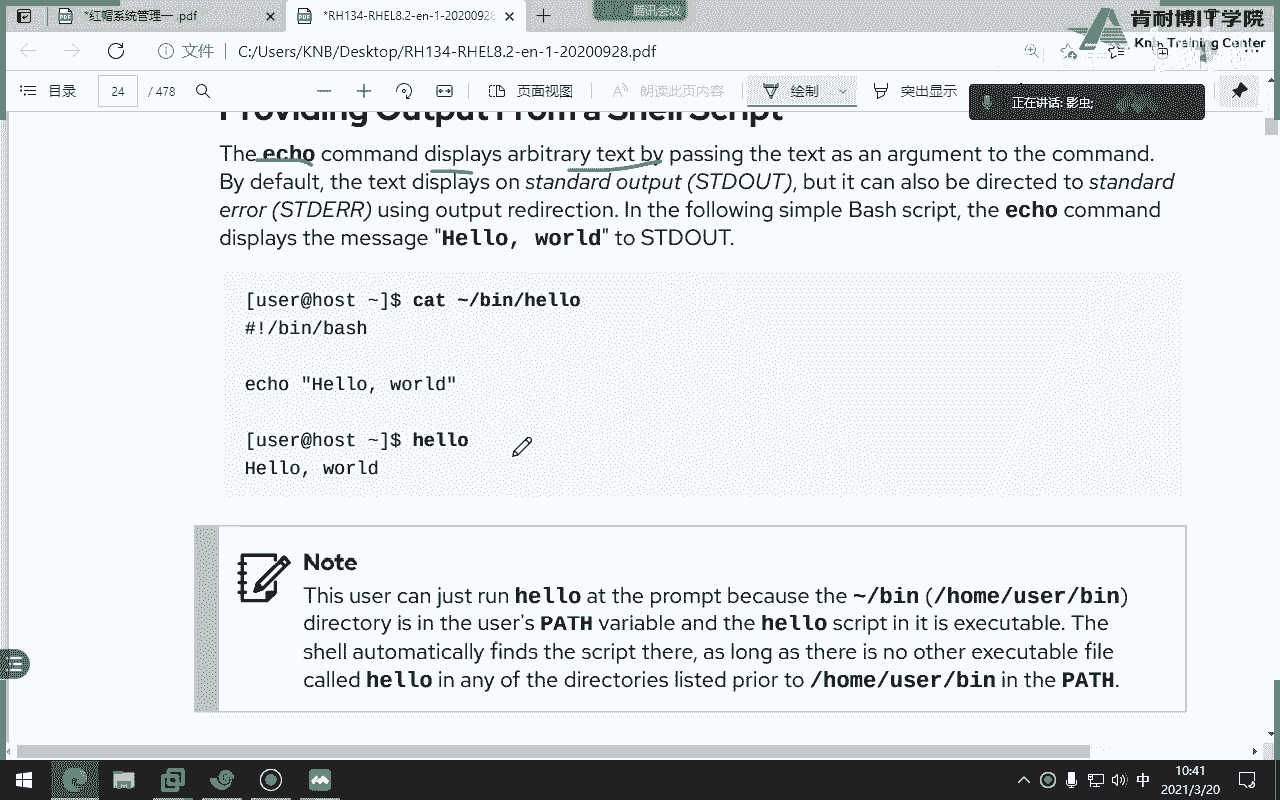 *红帽系统管理一 .pdf
*RH134-RHEL8.2-en-1-20200928
腾讯会议
肯耐博IT学院
Knb Training Center
文件 C:/Users/KNB/Desktop/RH134-RHEL8.2-en-1-20200928.pdf
目录 24 / 478 页面视图 朗读此页内容 绘制 突出显示
正在讲话: 影虫;
Providing Output From a Shell Script
The echo command displays arbitrary text by passing the text as an argument to the command.
By default, the text displays on standard output (STDOUT), but it can also be directed to standard
error (STDERR) using output redirection. In the following simple Bash script, the echo command
displays the message "Hello, world" to STDOUT.
[user@host ~]$ cat ~/bin/hello
#!/bin/bash
echo "Hello, world"
[user@host ~]$ hello
Hello, world
Note
This user can just run hello at the prompt because the ~/bin (/home/user/bin)
directory is in the user's PATH variable and the hello script in it is executable. The
shell automatically finds the script there, as long as there is no other executable file
called hello in any of the directories listed prior to /home/user/bin in the PATH.
中
10:41
2021/3/20